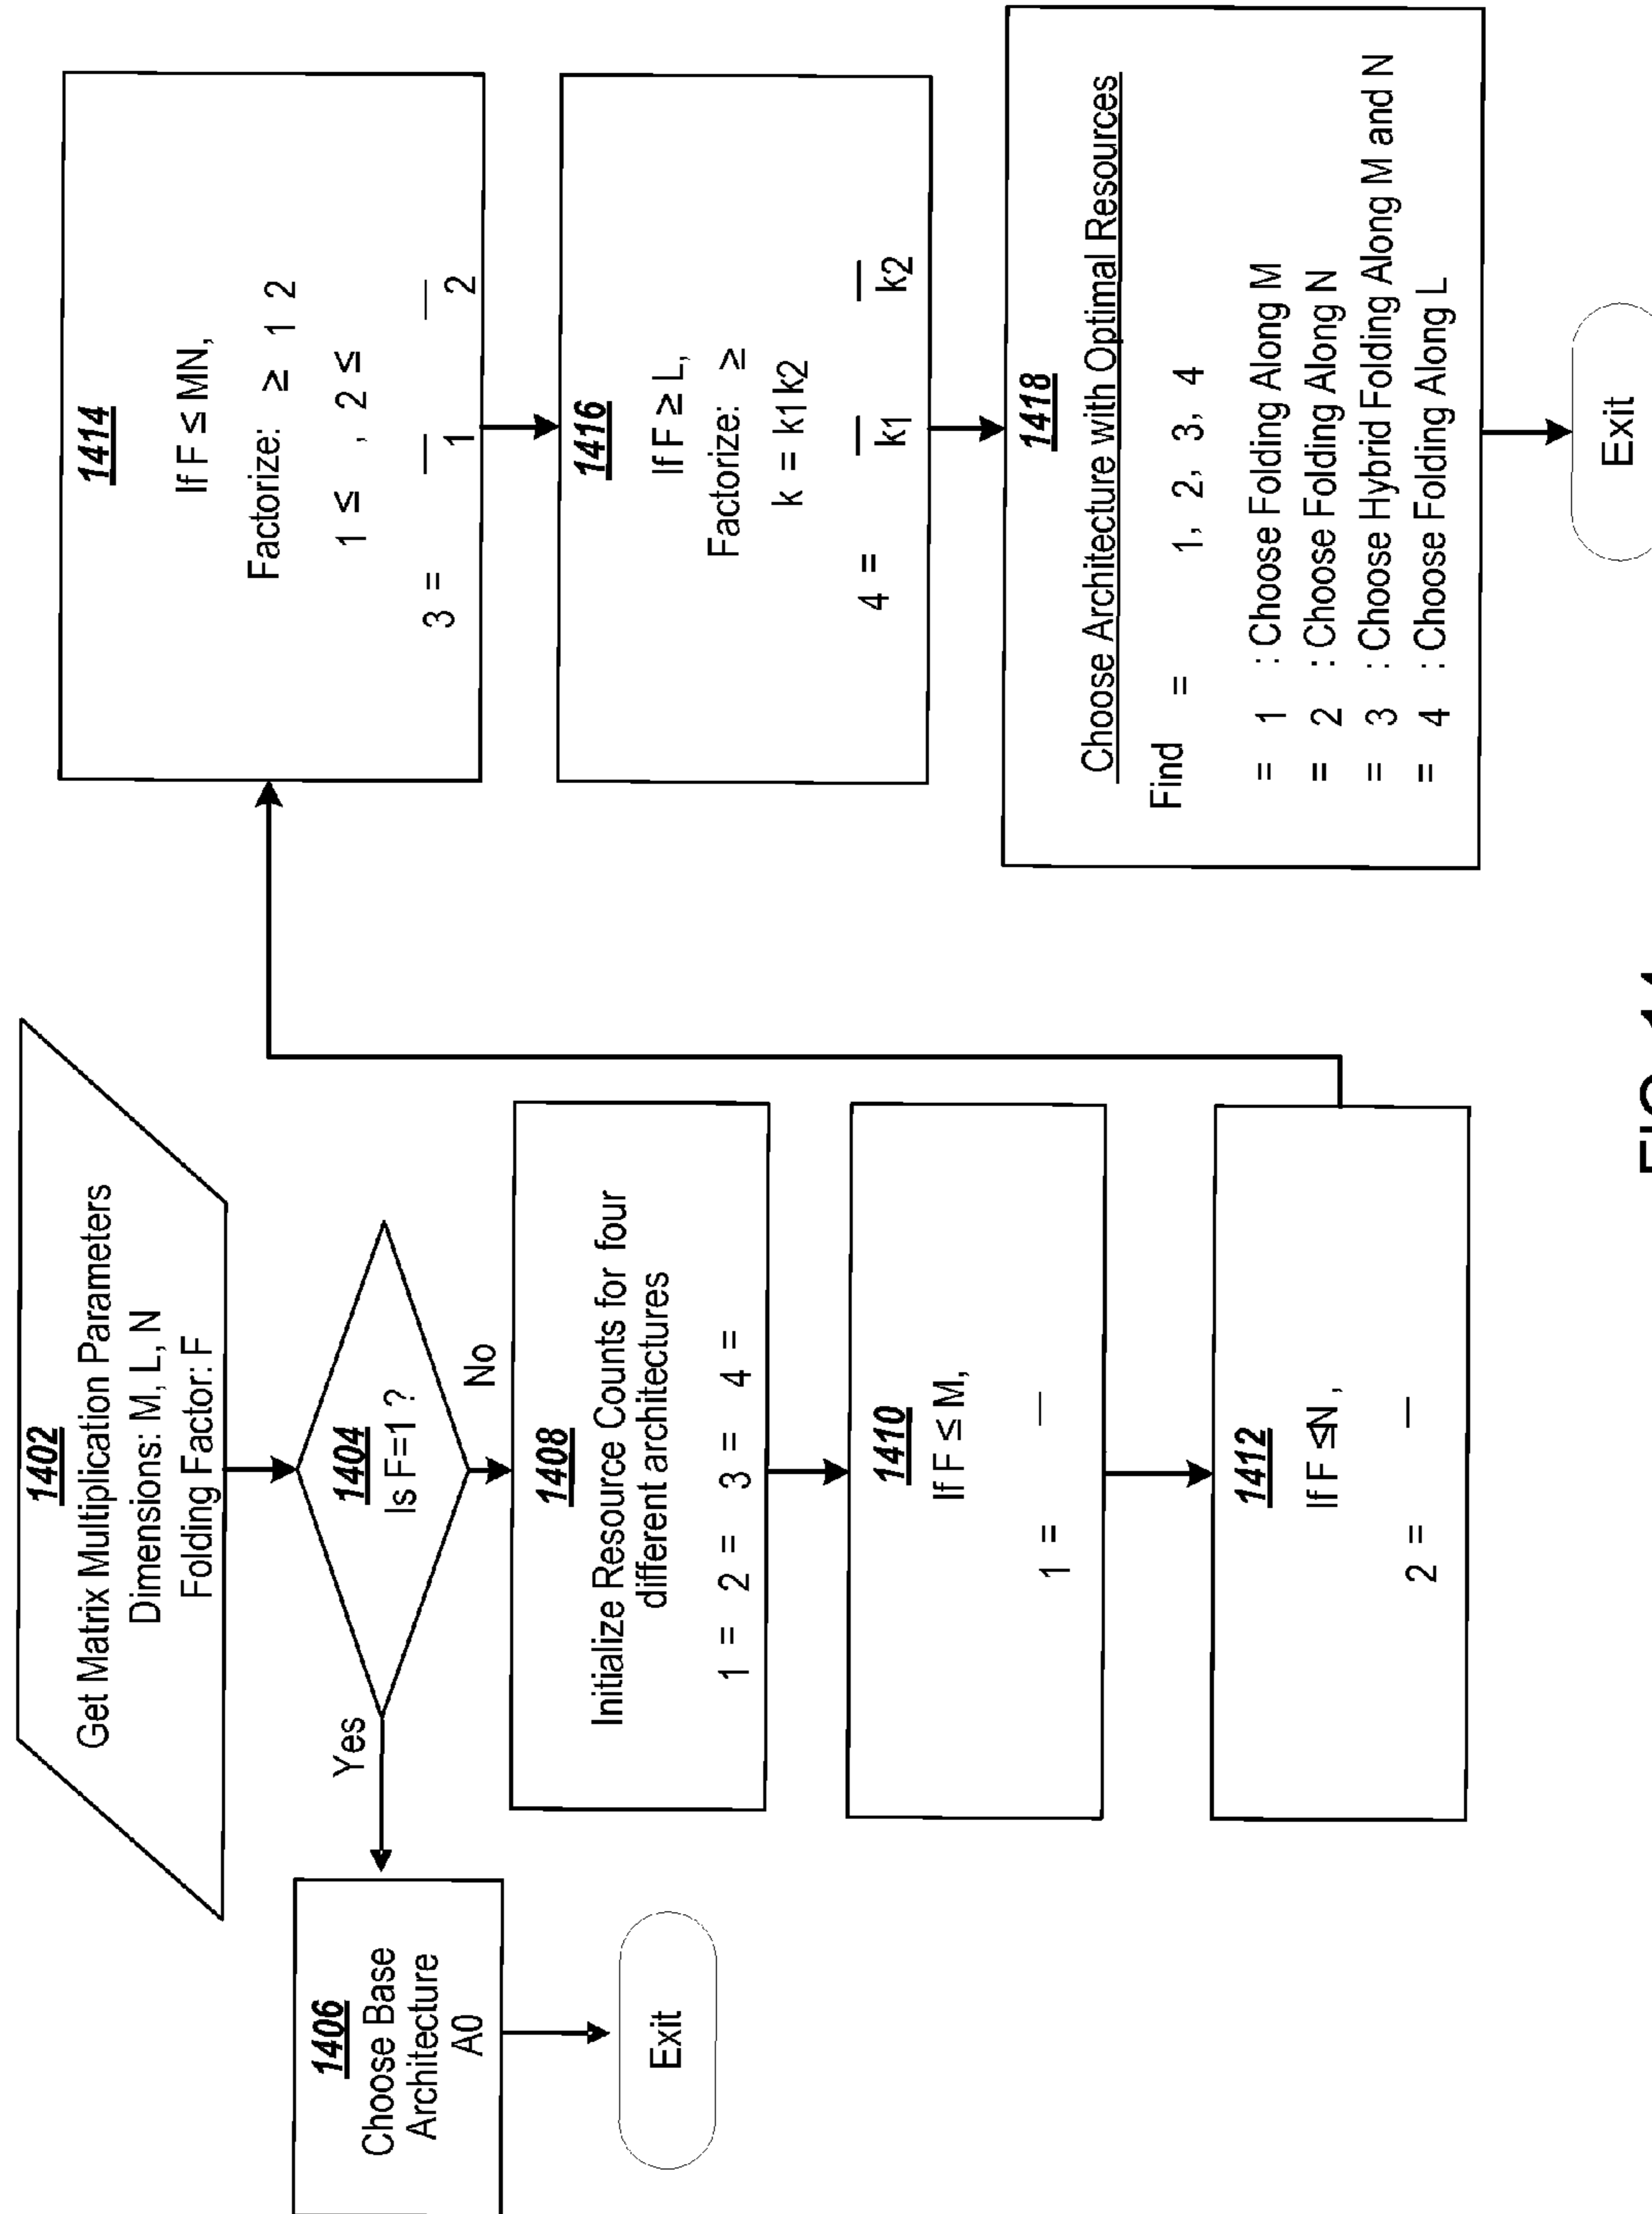 1402
Get Matrix Multiplication Parameters
Dimensions: M, L, N
Folding Factor: F
1404
Is F=1 ?
Yes
No
1406
Choose Base
Architecture
A0
Exit
1408
Initialize Resource Counts for four
different architectures
1 = 2 = 3 = 4 =
1410
If F ≤ M,
1 = —
1412
If F ≤ N ,
2 = —
1414
If F ≤ MN,
Factorize: ≥ 1 2
1 ≤ , 2 ≤
3 = — —
1 2
1416
If F ≥ L,
Factorize: ≥
k = k1k2
4 = — —
k1 k2
1418
Choose Architecture with Optimal Resources
Find = 1, 2, 3, 4
= 1 : Choose Folding Along M
= 2 : Choose Folding Along N
= 3 : Choose Hybrid Folding Along M and N
= 4 : Choose Folding Along L
Exit